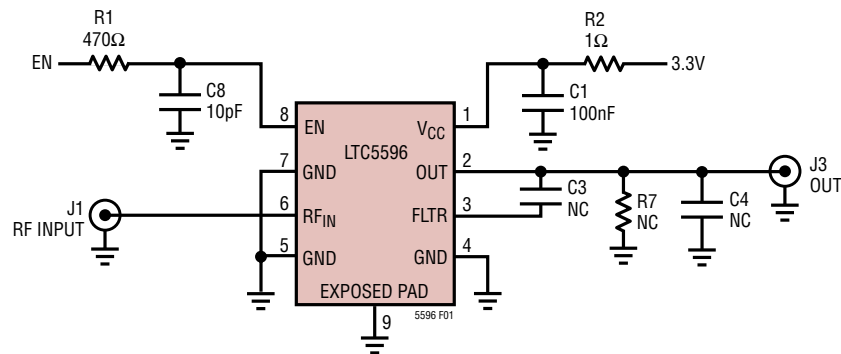 R1
470Ω
EN
C8
10pF
R2
1Ω
3.3V
C1
100nF
8
EN
1
VCC
LTC5596
7
GND
2
OUT
J3
OUT
J1
RF INPUT
6
RFIN
3
FLTR
C3
NC
R7
NC
C4
NC
5
GND
4
GND
EXPOSED PAD
9
5596 F01